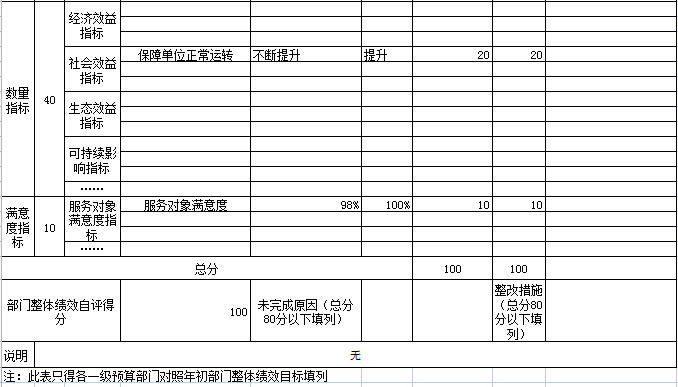 经济效益
指标
社会效益
指标
保障单位正常运转 不断提升 提升 20 20
数量
指标
40
生态效益
指标
可持续影
响指标
……
满意
度指
标
10
服务对象
满意度指
标
服务对象满意度 98% 100% 10 10
……
总分 100 100
部门整体绩效自评得
分
100
未完成原因（总分
80分以下填列）
整改措施
（总分80
分以下填
列）
说明 无
注：此表只得各一级预算部门对照年初部门整体绩效目标填列